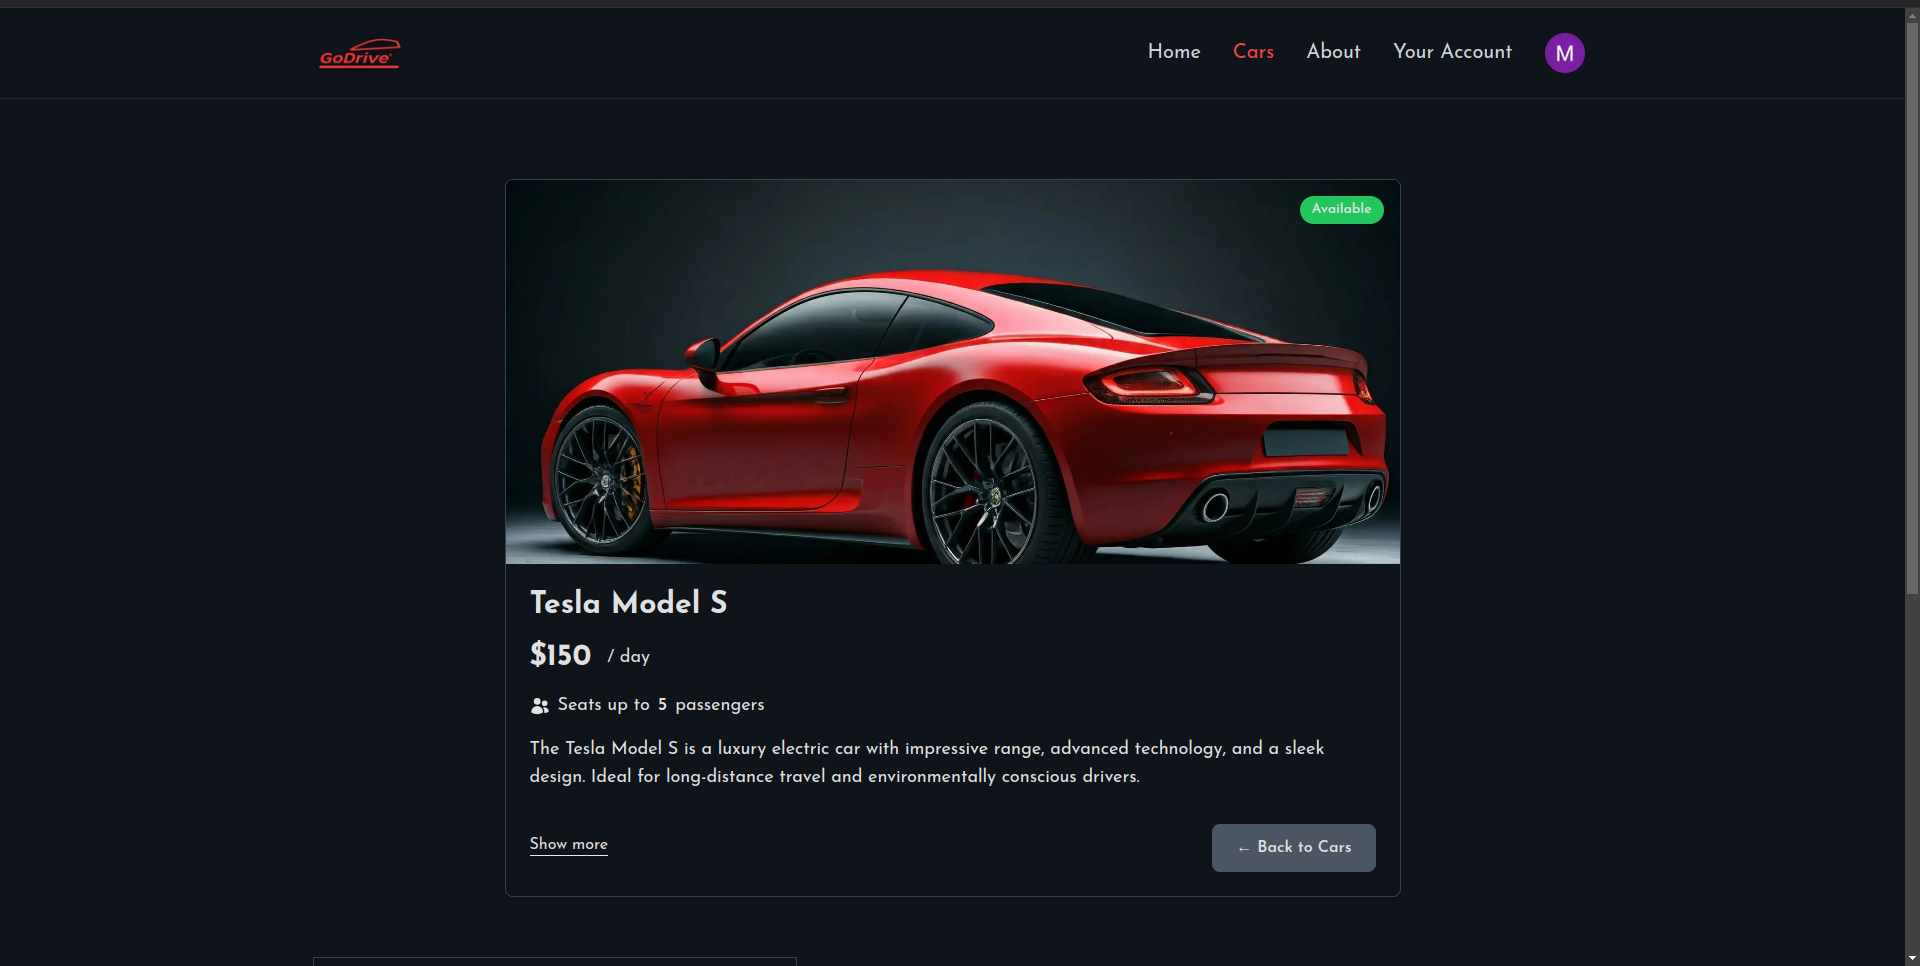 GoDrive
Home
Cars
About
Your Account
M
Available
Tesla Model S
$150 / day
Seats up to 5 passengers
The Tesla Model S is a luxury electric car with impressive range, advanced technology, and a sleek
design. Ideal for long-distance travel and environmentally conscious drivers.
Show more
← Back to Cars